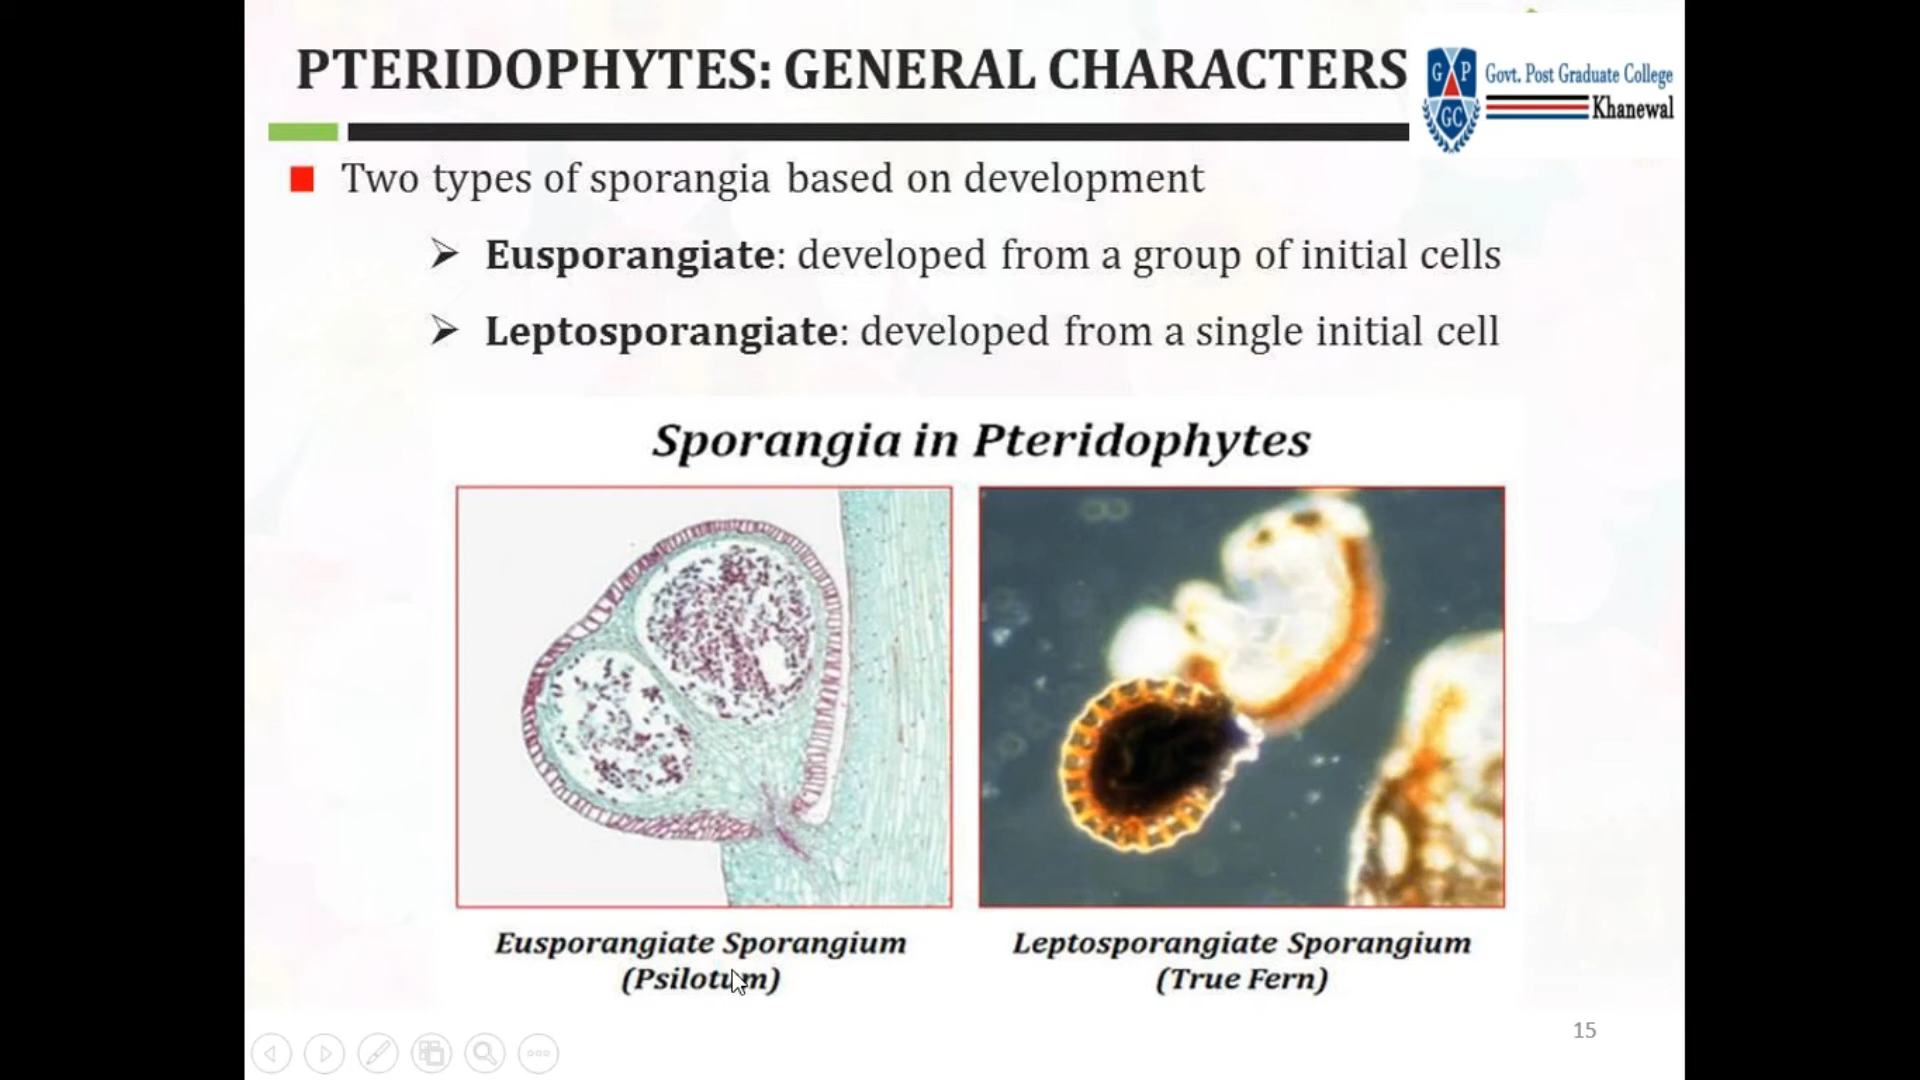 PTERIDOPHYTES: GENERAL CHARACTERS
G P GC
Govt. Post Graduate College
Khanewal
Two types of sporangia based on development
Eusporangiate: developed from a group of initial cells
Leptosporangiate: developed from a single initial cell
Sporangia in Pteridophytes
Eusporangiate Sporangium
(Psilotum)
Leptosporangiate Sporangium
(True Fern)
15